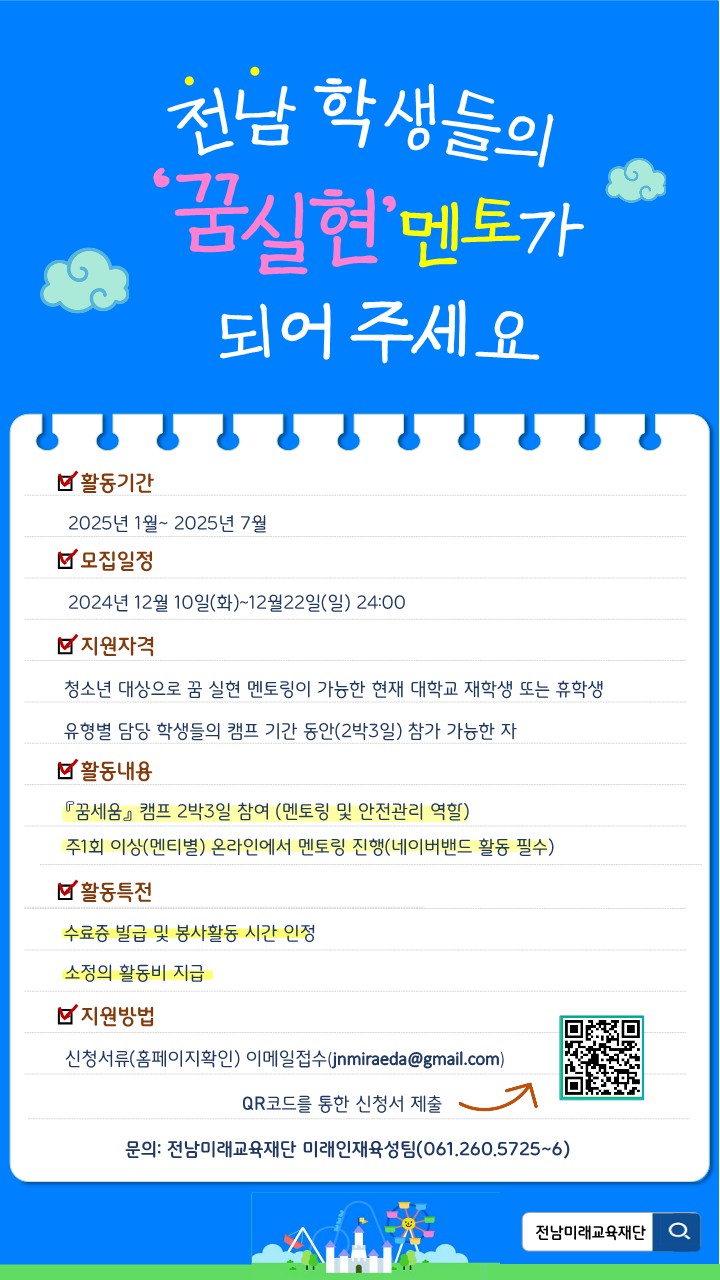 전남 학생들의
‘꿈실현’ 멘토가
되어 주세요
활동기간
2025년 1월~ 2025년 7월
모집일정
2024년 12월 10일(화)~12월22일(일) 24:00
지원자격
청소년 대상으로 꿈 실현 멘토링이 가능한 현재 대학교 재학생 또는 휴학생
유형별 담당 학생들의 캠프 기간 동안(2박3일) 참가 가능한 자
활동내용
『꿈세움』 캠프 2박3일 참여 (멘토링 및 안전관리 역할)
주1회 이상(멘티별) 온라인에서 멘토링 진행(네이버밴드 활동 필수)
활동특전
수료증 발급 및 봉사활동 시간 인정
소정의 활동비 지급
지원방법
신청서류(홈페이지확인) 이메일접수(jnmiraeda@gmail.com)
QR코드를 통한 신청서 제출
문의: 전남미래교육재단 미래인재육성팀(061.260.5725~6)
전남미래교육재단